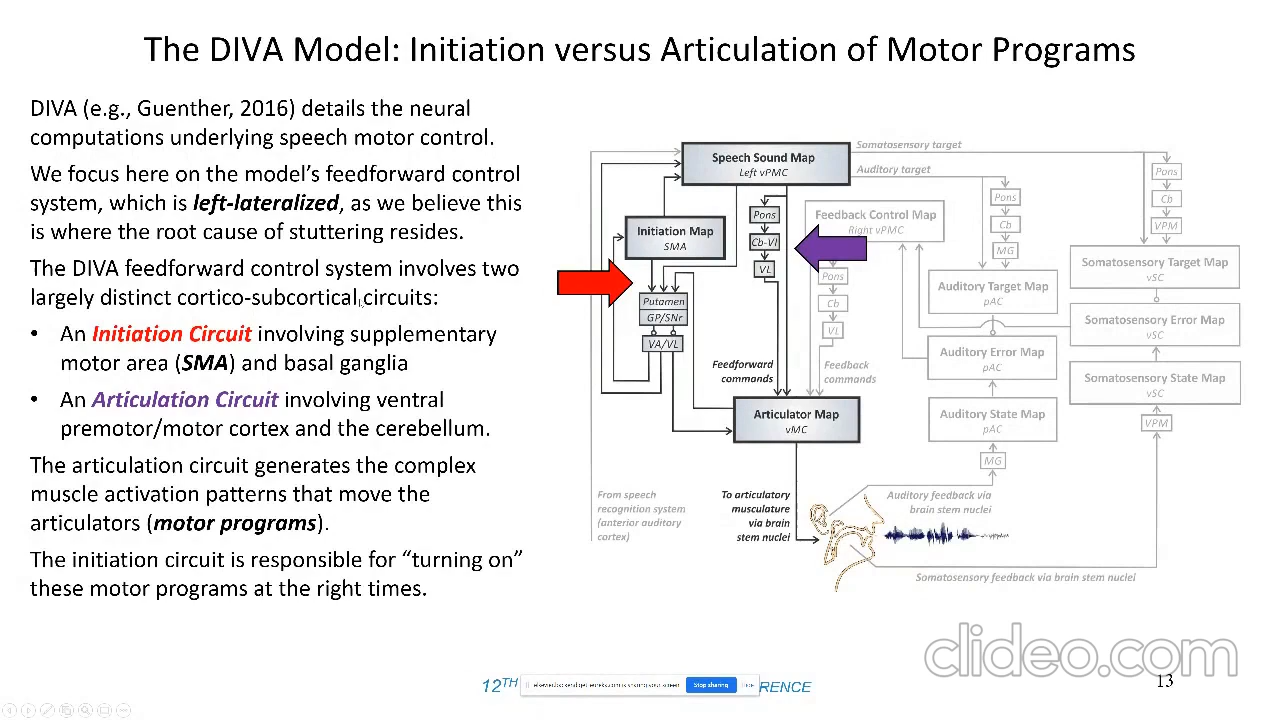 The DIVA Model: Initiation versus Articulation of Motor Programs
DIVA (e.g., Guenther, 2016) details the neural
computations underlying speech motor control.
We focus here on the model's feedforward control
system, which is left-lateralized, as we believe this
is where the root cause of stuttering resides.
The DIVA feedforward control system involves two
largely distinct cortico-subcortical circuits:
• An Initiation Circuit involving supplementary
motor area (SMA) and basal ganglia
• An Articulation Circuit involving ventral
premotor/motor cortex and the cerebellum.
The articulation circuit generates the complex
muscle activation patterns that move the
articulators (motor programs).
The initiation circuit is responsible for “turning on”
these motor programs at the right times.
Speech Sound Map
Left vPMC
Somatosensory target
Auditory target
Initiation Map
SMA
Pons
Cb-VI
VL
Putamen
GP/SNr
VA/VL
Feedback Control Map
Right vPMC
Pons
Cb
VL
Pons
Cb
MG
Pons
Cb
VPM
Auditory Target Map
pAC
Somatosensory Target Map
vSC
Somatosensory Error Map
vSC
Auditory Error Map
pAC
Somatosensory State Map
vSC
Feedforward
commands
Feedback
commands
Articulator Map
vMC
Auditory State Map
pAC
VPM
MG
From speech
recognition system
(anterior auditory
cortex)
To articulatory
musculature
via brain
stem nuclei
Auditory feedback via
brain stem nuclei
Somatosensory feedback via brain stem nuclei
clideo.com
12TH
Stop sharing
Hide
RENCE
13